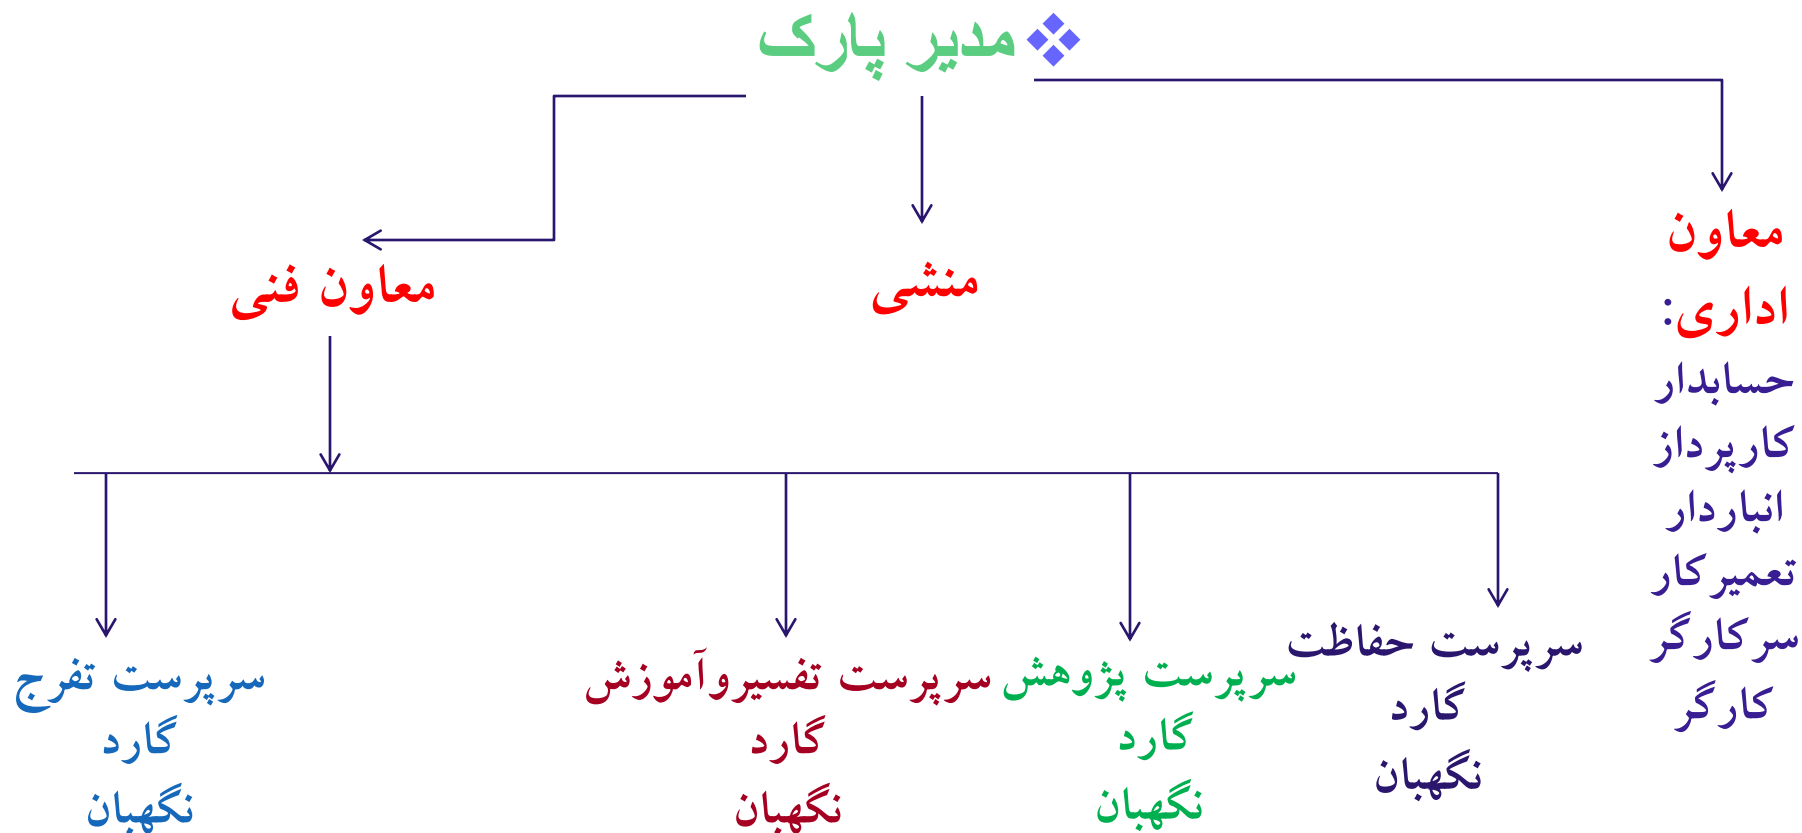 مدیر پارک
معاون
اداری:
حسابدار
کارپرداز
انباردار
تعمیرکار
سرکارگر
کارگر
منشی
معاون فنی
سرپرست حفاظت
گارد
نگهبان
سرپرست پژوهش
گارد
نگهبان
سرپرست تفسیروآموزش
گارد
نگهبان
سرپرست تفرج
گارد
نگهبان